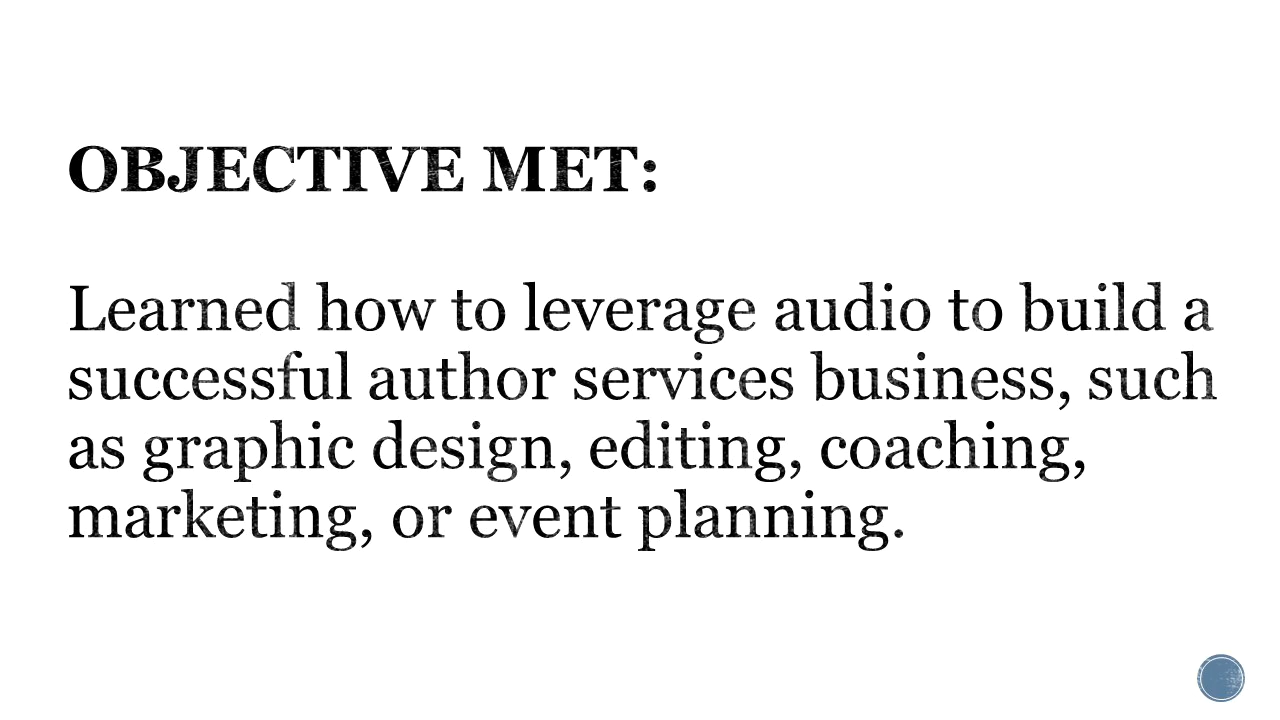 OBJECTIVE MET:
Learned how to leverage audio to build a
successful author services business, such
as graphic design, editing, coaching,
marketing, or event planning.